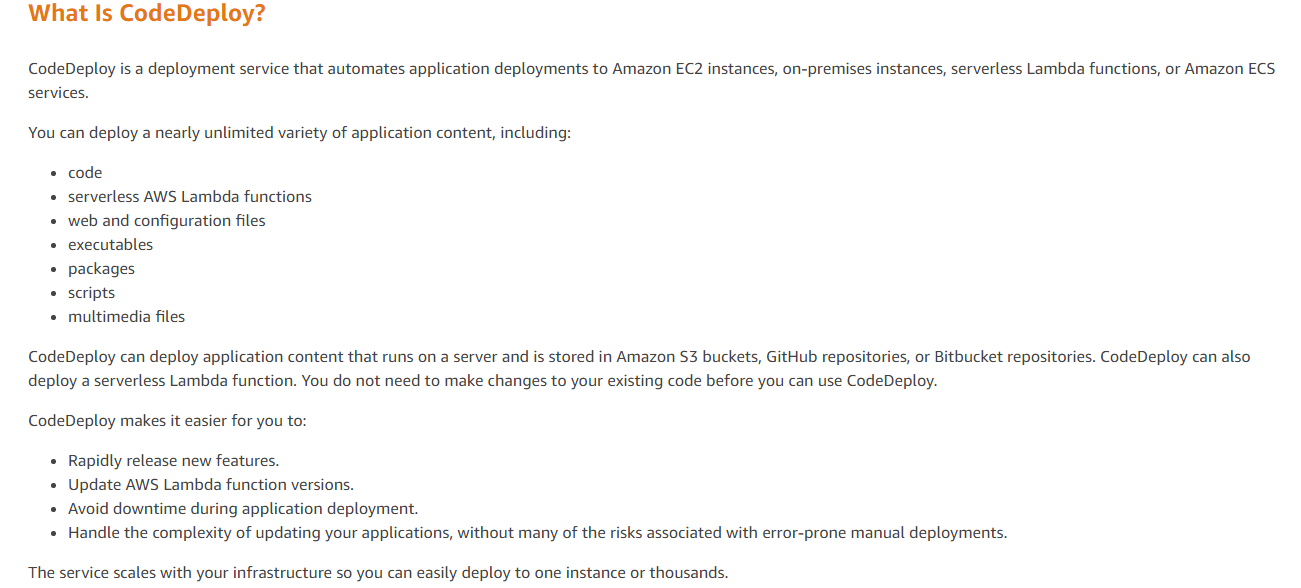 What Is CodeDeploy?
CodeDeploy is a deployment service that automates application deployments to Amazon EC2 instances, on-premises instances, serverless Lambda functions, or Amazon ECS
services.
You can deploy a nearly unlimited variety of application content, including:
• code
• serverless AWS Lambda functions
• web and configuration files
• executables
• packages
• scripts
• multimedia files
CodeDeploy can deploy application content that runs on a server and is stored in Amazon S3 buckets, GitHub repositories, or Bitbucket repositories. CodeDeploy can also
deploy a serverless Lambda function. You do not need to make changes to your existing code before you can use CodeDeploy.
CodeDeploy makes it easier for you to:
• Rapidly release new features.
• Update AWS Lambda function versions.
• Avoid downtime during application deployment.
• Handle the complexity of updating your applications, without many of the risks associated with error-prone manual deployments.
The service scales with your infrastructure so you can easily deploy to one instance or thousands.